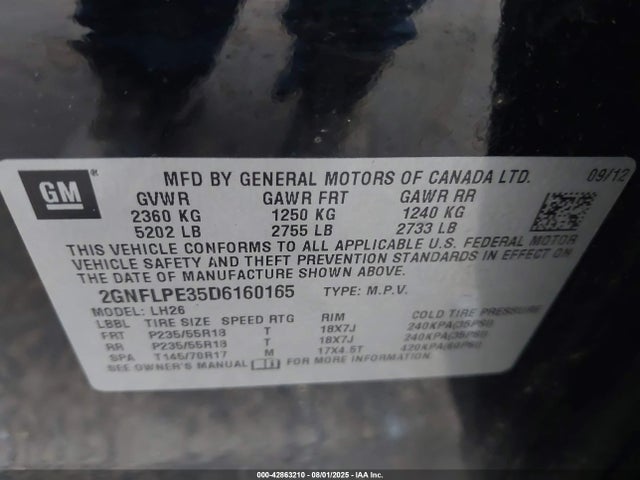 GM ®
MFD BY GENERAL MOTORS OF CANADA LTD. 09/12
GVWR GAWR FRT GAWR RR
2360 KG 1250 KG 1240 KG
5202 LB 2755 LB 2733 LB
THIS VEHICLE CONFORMS TO ALL APPLICABLE U.S. FEDERAL MOTOR
VEHICLE SAFETY AND THEFT PREVENTION STANDARDS IN EFFECT ON
THE DATE OF MANUFACTURE SHOWN ABOVE.
2GNFLPE35D6160165 TYPE: M.P.V.
MODEL: LH26
LBBL TIRE SIZE SPEED RTG RIM COLD TIRE PRESSURE
FRT P235/55R18 T 18X7J 240KPA(35PSI)
RR P235/55R18 T 18X7J 240KPA(35PSI)
SPA T145/70R17 M 17X4.5T 420KPA(60PSI)
SEE OWNER'S MANUAL
000-42863210 - 08/01/2025 - IAA Inc.